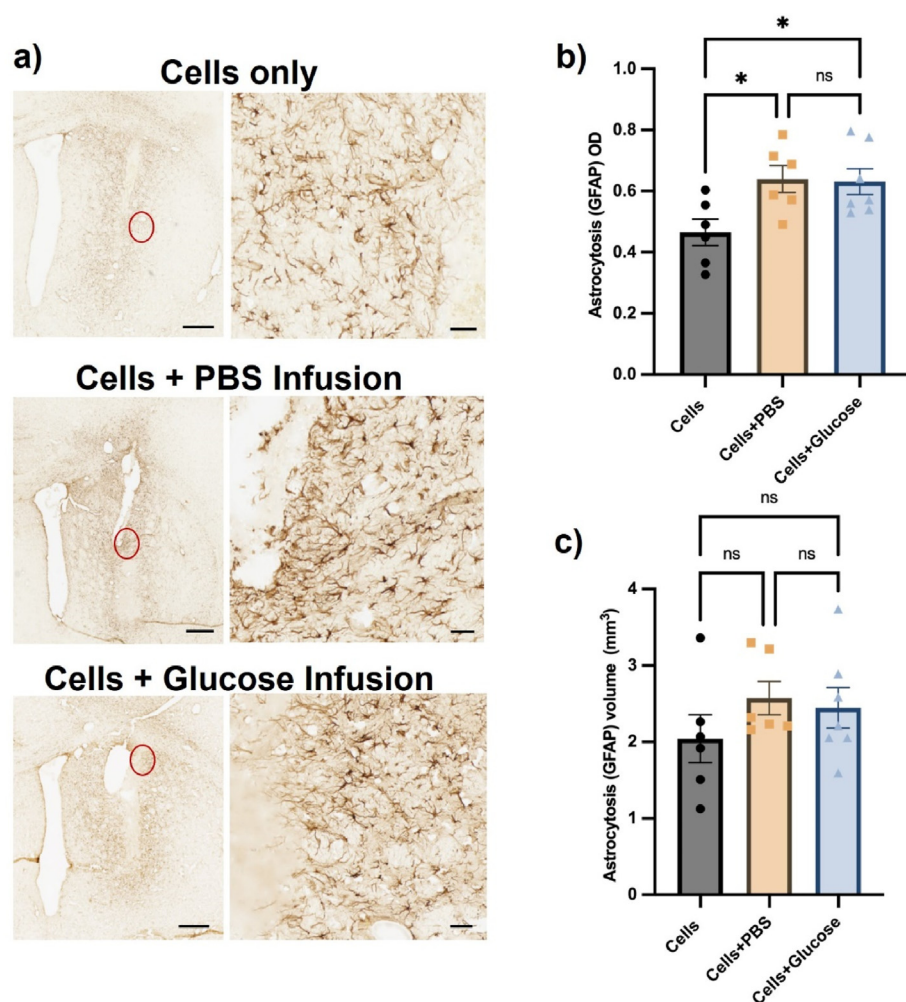 a)
Cells only
Cells + PBS Infusion
Cells + Glucose Infusion
b)
*
*
ns
Astrocytosis (GFAP) OD
1.0
0.8
0.6
0.4
0.2
0.0
Cells
Cells+PBS
Cells+Glucose
c)
ns
ns
ns
Astrocytosis (GFAP) volume (mm³)
4
3
2
1
0
Cells
Cells+PBS
Cells+Glucose